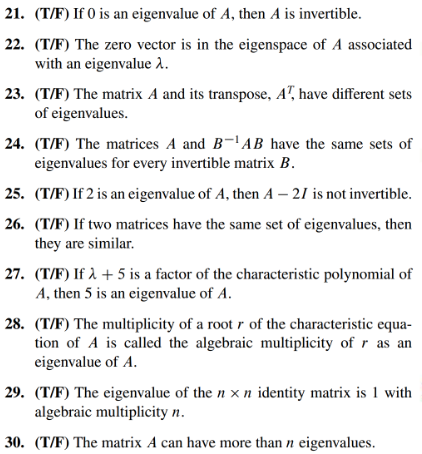 21. (T/F) If 0 is an eigenvalue of A, then A is invertible.
22. (T/F) The zero vector is in the eigenspace of A associated
with an eigenvalue λ.
23. (T/F) The matrix A and its transpose, Aᵀ, have different sets
of eigenvalues.
24. (T/F) The matrices A and B⁻¹AB have the same sets of
eigenvalues for every invertible matrix B.
25. (T/F) If 2 is an eigenvalue of A, then A − 2I is not invertible.
26. (T/F) If two matrices have the same set of eigenvalues, then
they are similar.
27. (T/F) If λ + 5 is a factor of the characteristic polynomial of
A, then 5 is an eigenvalue of A.
28. (T/F) The multiplicity of a root r of the characteristic equa-
tion of A is called the algebraic multiplicity of r as an
eigenvalue of A.
29. (T/F) The eigenvalue of the n × n identity matrix is 1 with
algebraic multiplicity n.
30. (T/F) The matrix A can have more than n eigenvalues.